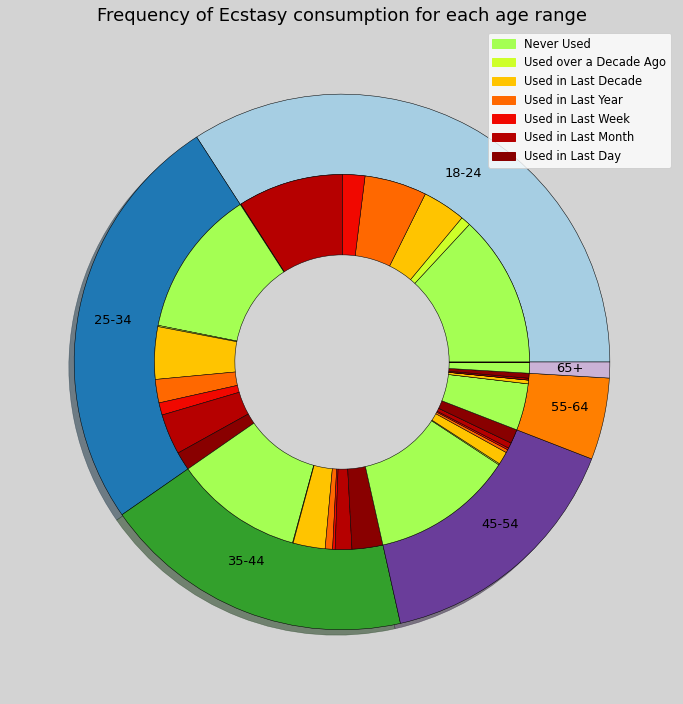 Frequency of Ecstasy consumption for each age range
Never Used
Used over a Decade Ago
Used in Last Decade
Used in Last Year
Used in Last Week
Used in Last Month
Used in Last Day
18-24
25-34
65+
55-64
45-54
35-44